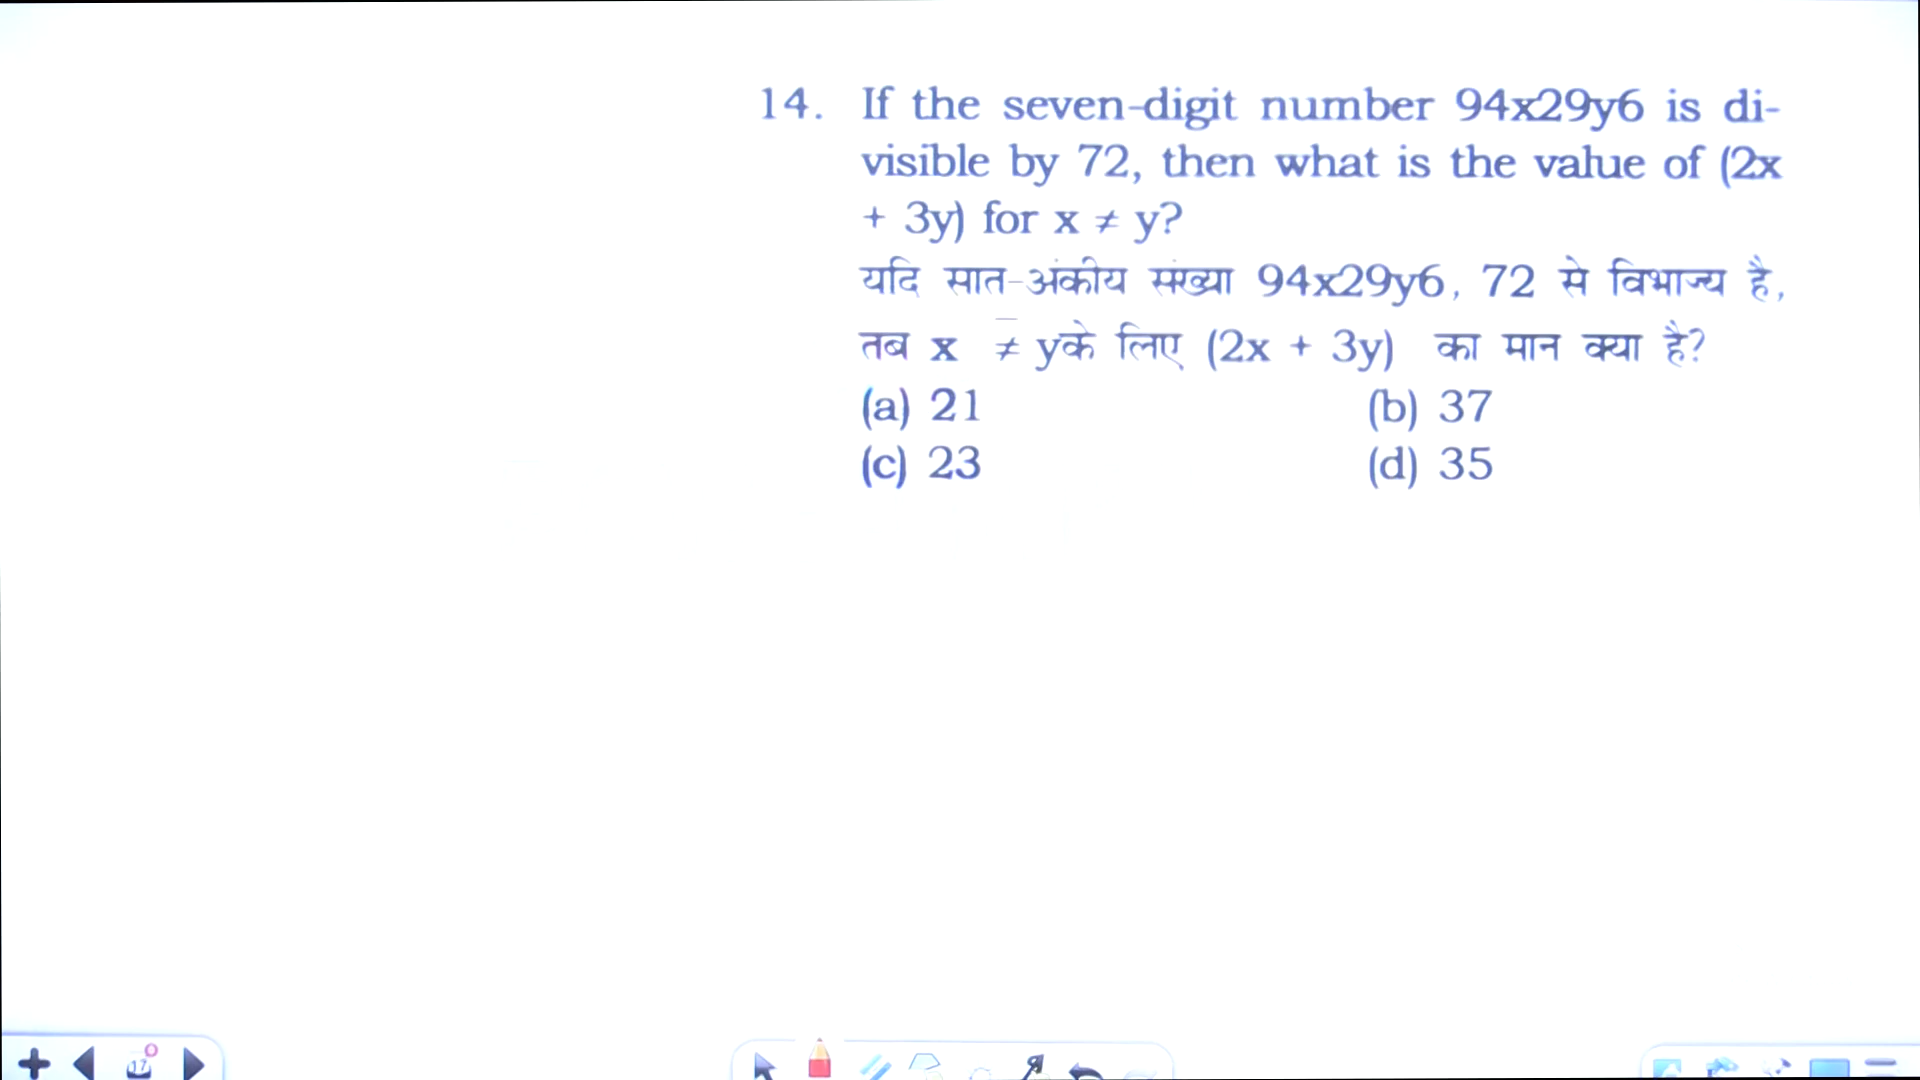 14. If the seven-digit number 94x29y6 is di-
visible by 72, then what is the value of (2x
+ 3y) for x ≠ y?
यदि सात-अंकीय संख्या 94x29y6, 72 से विभाज्य है,
तब x ≠ yके लिए (2x + 3y) का मान क्या है?
(a) 21 (b) 37
(c) 23 (d) 35
17